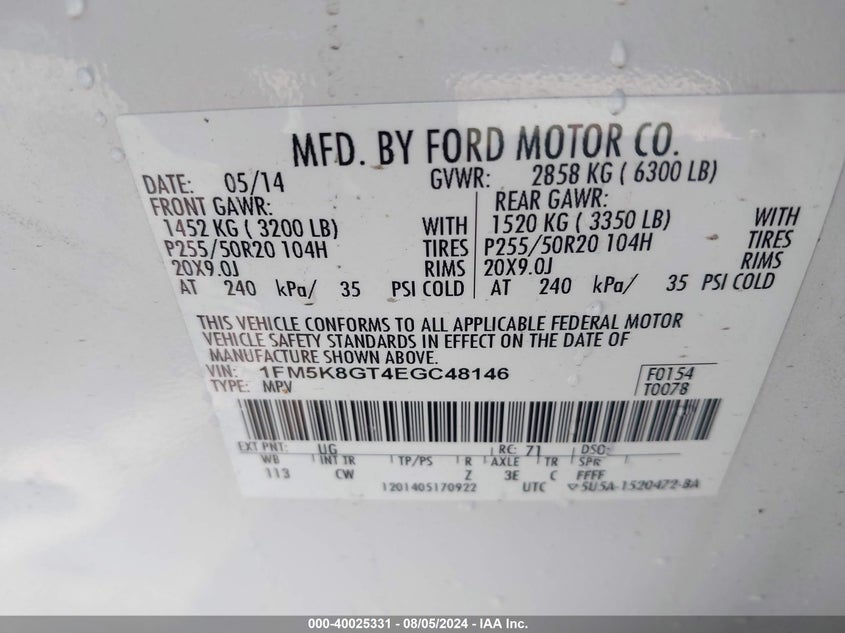 MFD. BY FORD MOTOR CO.
DATE: 05/14 GVWR: 2858 KG ( 6300 LB)
FRONT GAWR: REAR GAWR:
1452 KG ( 3200 LB) WITH 1520 KG ( 3350 LB) WITH
P255/50R20 104H TIRES P255/50R20 104H TIRES
20X9.0J RIMS 20X9.0J RIMS
AT 240 kPa/ 35 PSI COLD AT 240 kPa/ 35 PSI COLD
THIS VEHICLE CONFORMS TO ALL APPLICABLE FEDERAL MOTOR
VEHICLE SAFETY STANDARDS IN EFFECT ON THE DATE OF
MANUFACTURE SHOWN ABOVE.
VIN: 1FM5K8GT4EGC48146 F0154
TYPE: MPV T0078
EXT PNT: UG RC: 71 DSO:
WB INT TR TP/PS R AXLE TR SPR
113 CW Z 3E C FFFF
1201405170922 UTC ▽5U5A-1520472-BA
000-40025331 - 08/05/2024 - IAAI - Copart, Inc.